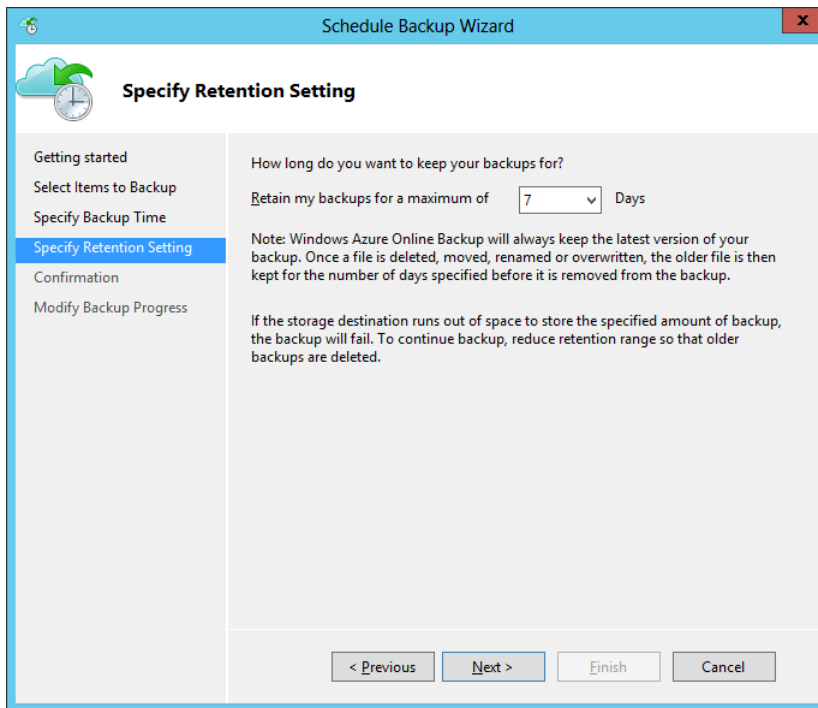 Schedule Backup Wizard
x
Specify Retention Setting
Getting started
Select Items to Backup
Specify Backup Time
Specify Retention Setting
Confirmation
Modify Backup Progress
How long do you want to keep your backups for?
Retain my backups for a maximum of 7 Days
Note: Windows Azure Online Backup will always keep the latest version of your
backup. Once a file is deleted, moved, renamed or overwritten, the older file is then
kept for the number of days specified before it is removed from the backup.
If the storage destination runs out of space to store the specified amount of backup,
the backup will fail. To continue backup, reduce retention range so that older
backups are deleted.
< Previous Next > Finish Cancel